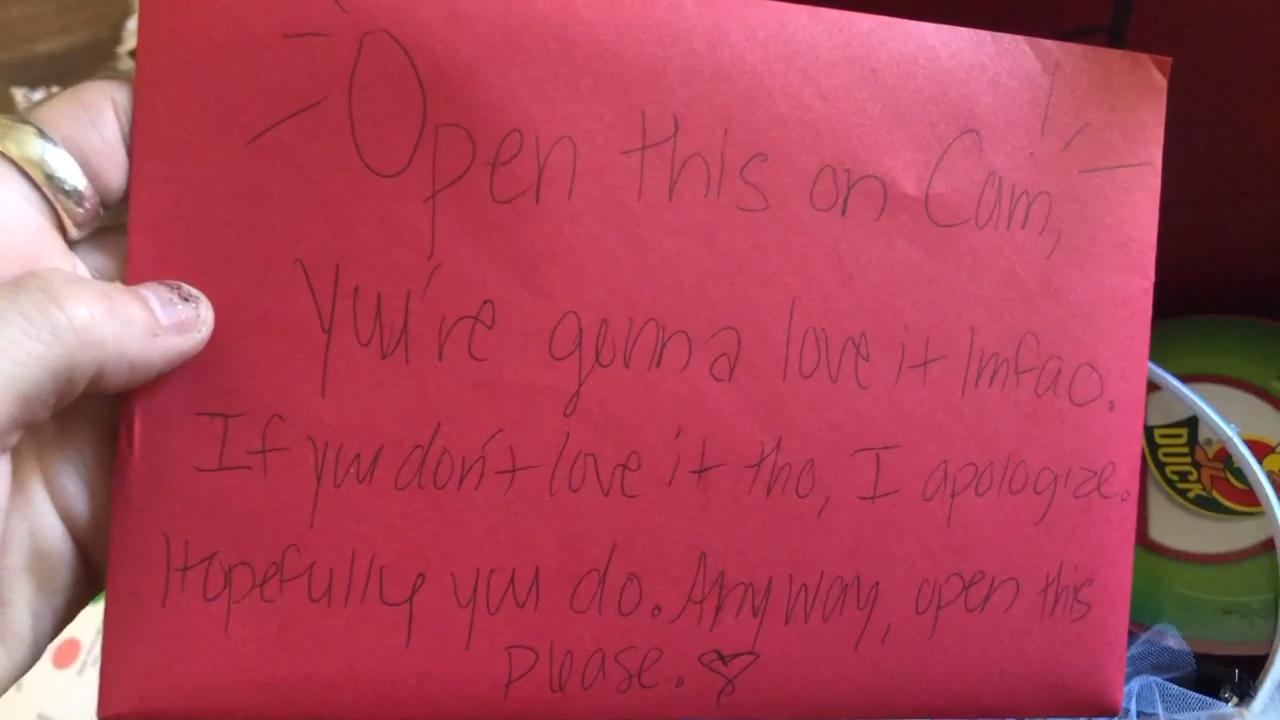 Open this on Cam,
you're gonna love it lmfao.
If you don't love it tho, I apologize.
Hopefully you do. Anyway, open this
please.
DUCK